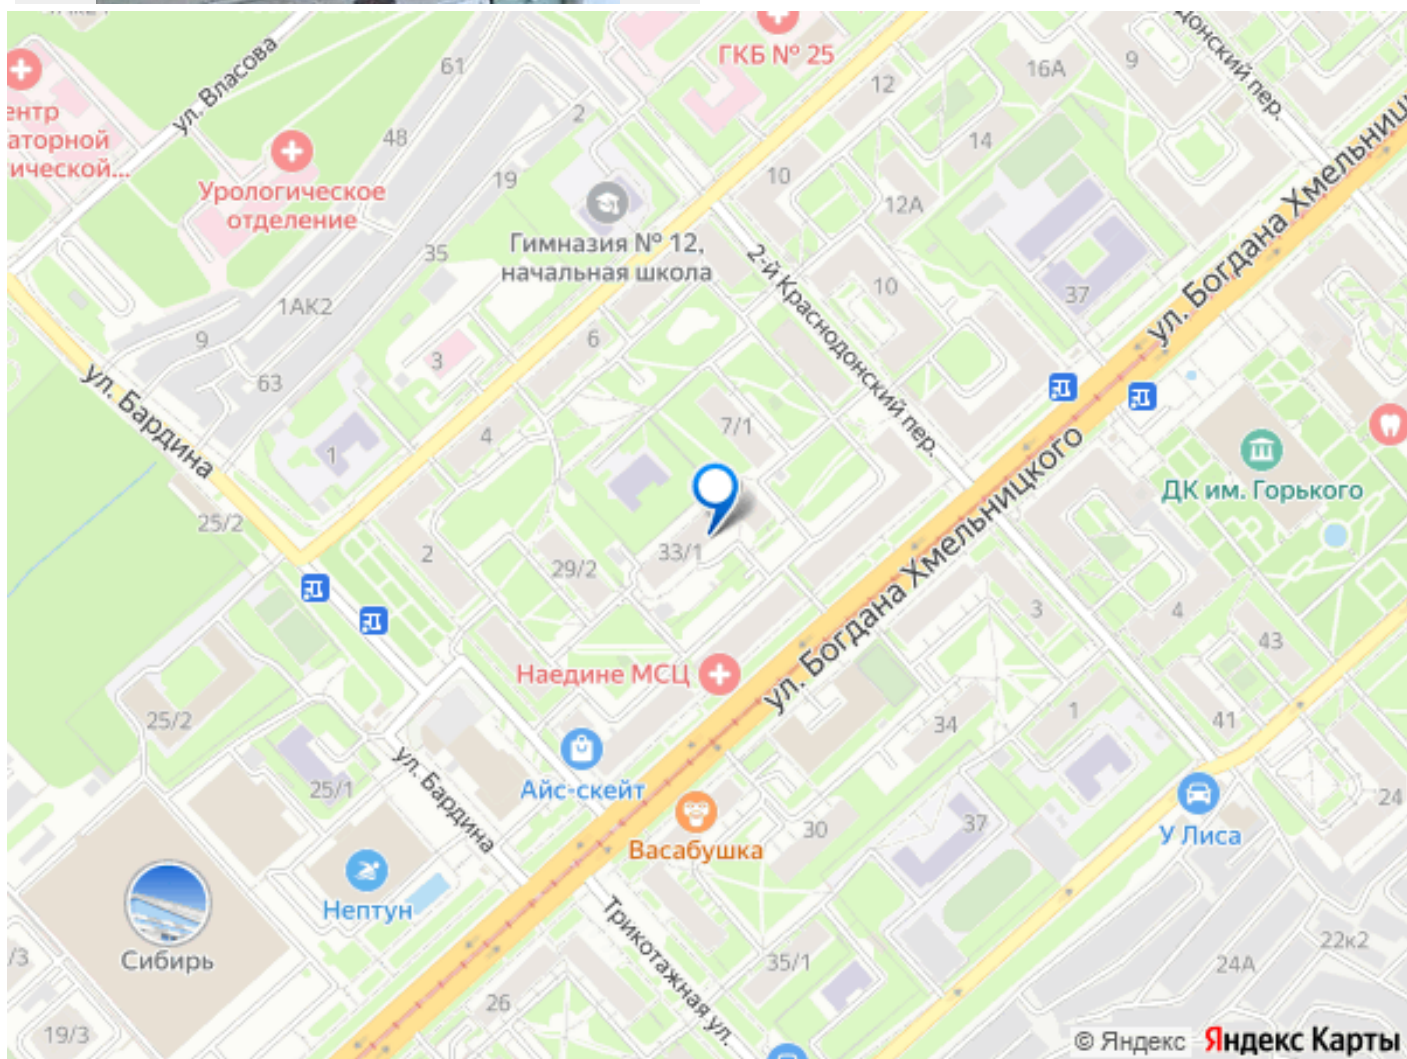 ул. Власова
61
ГКБ № 25
12
16А
9
донский пер.
ентр
аторной
ической...
48
2
14
Урологическое
отделение
19
10
12А
ул. Богдана Хмельниц
Гимназия № 12,
начальная школа
35
2-й Краснодонский пер.
10
37
1АК2
9
6
3
63
ул. Бардина
4
7/1
1
ДК им. Горького
25/2
2
29/2
33/1
ул. Богдана Хмельницкого
3
4
43
Наедине МСЦ
25/2
34
1
41
25/1
ул. Бардина
Айс-скейт
24
30
37
У Лиса
Васабушка
Нептун
Сибирь
Трикотажная ул.
/3
35/1
22к2
24А
26
19/3
© Яндекс Яндекс Карты